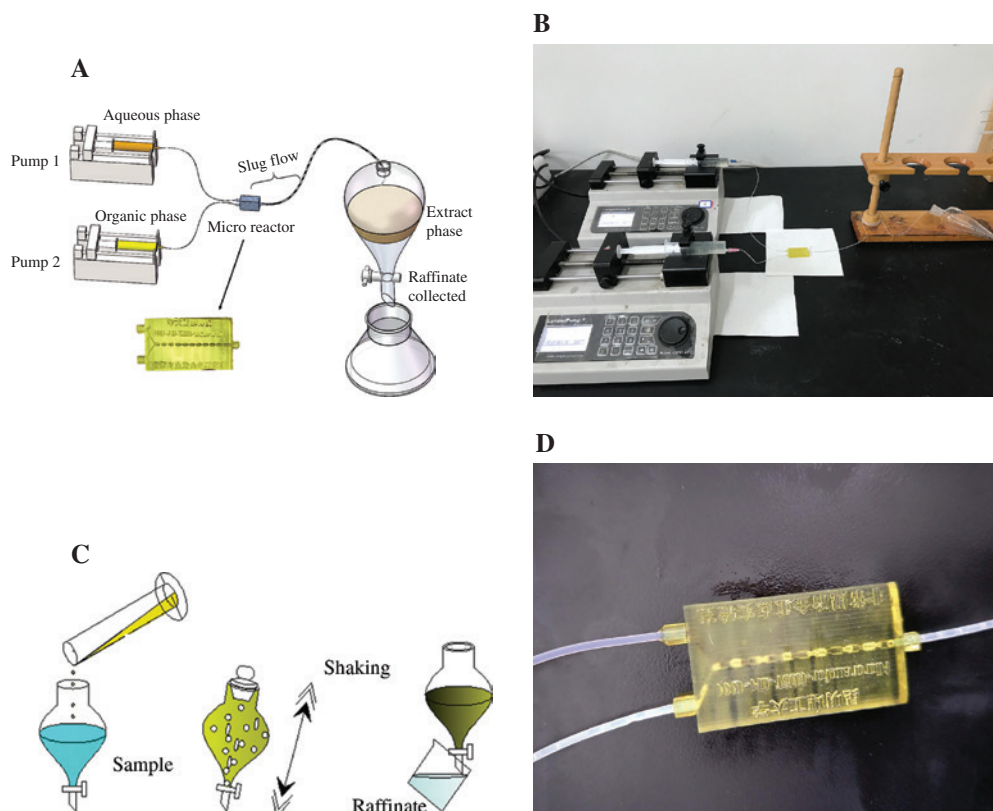 A
Aqueous phase
Pump 1
Slug flow
Organic phase
Micro reactor
Pump 2
Extract
phase
Raffinate
collected
B
C
Shaking
Sample
Raffinate
D